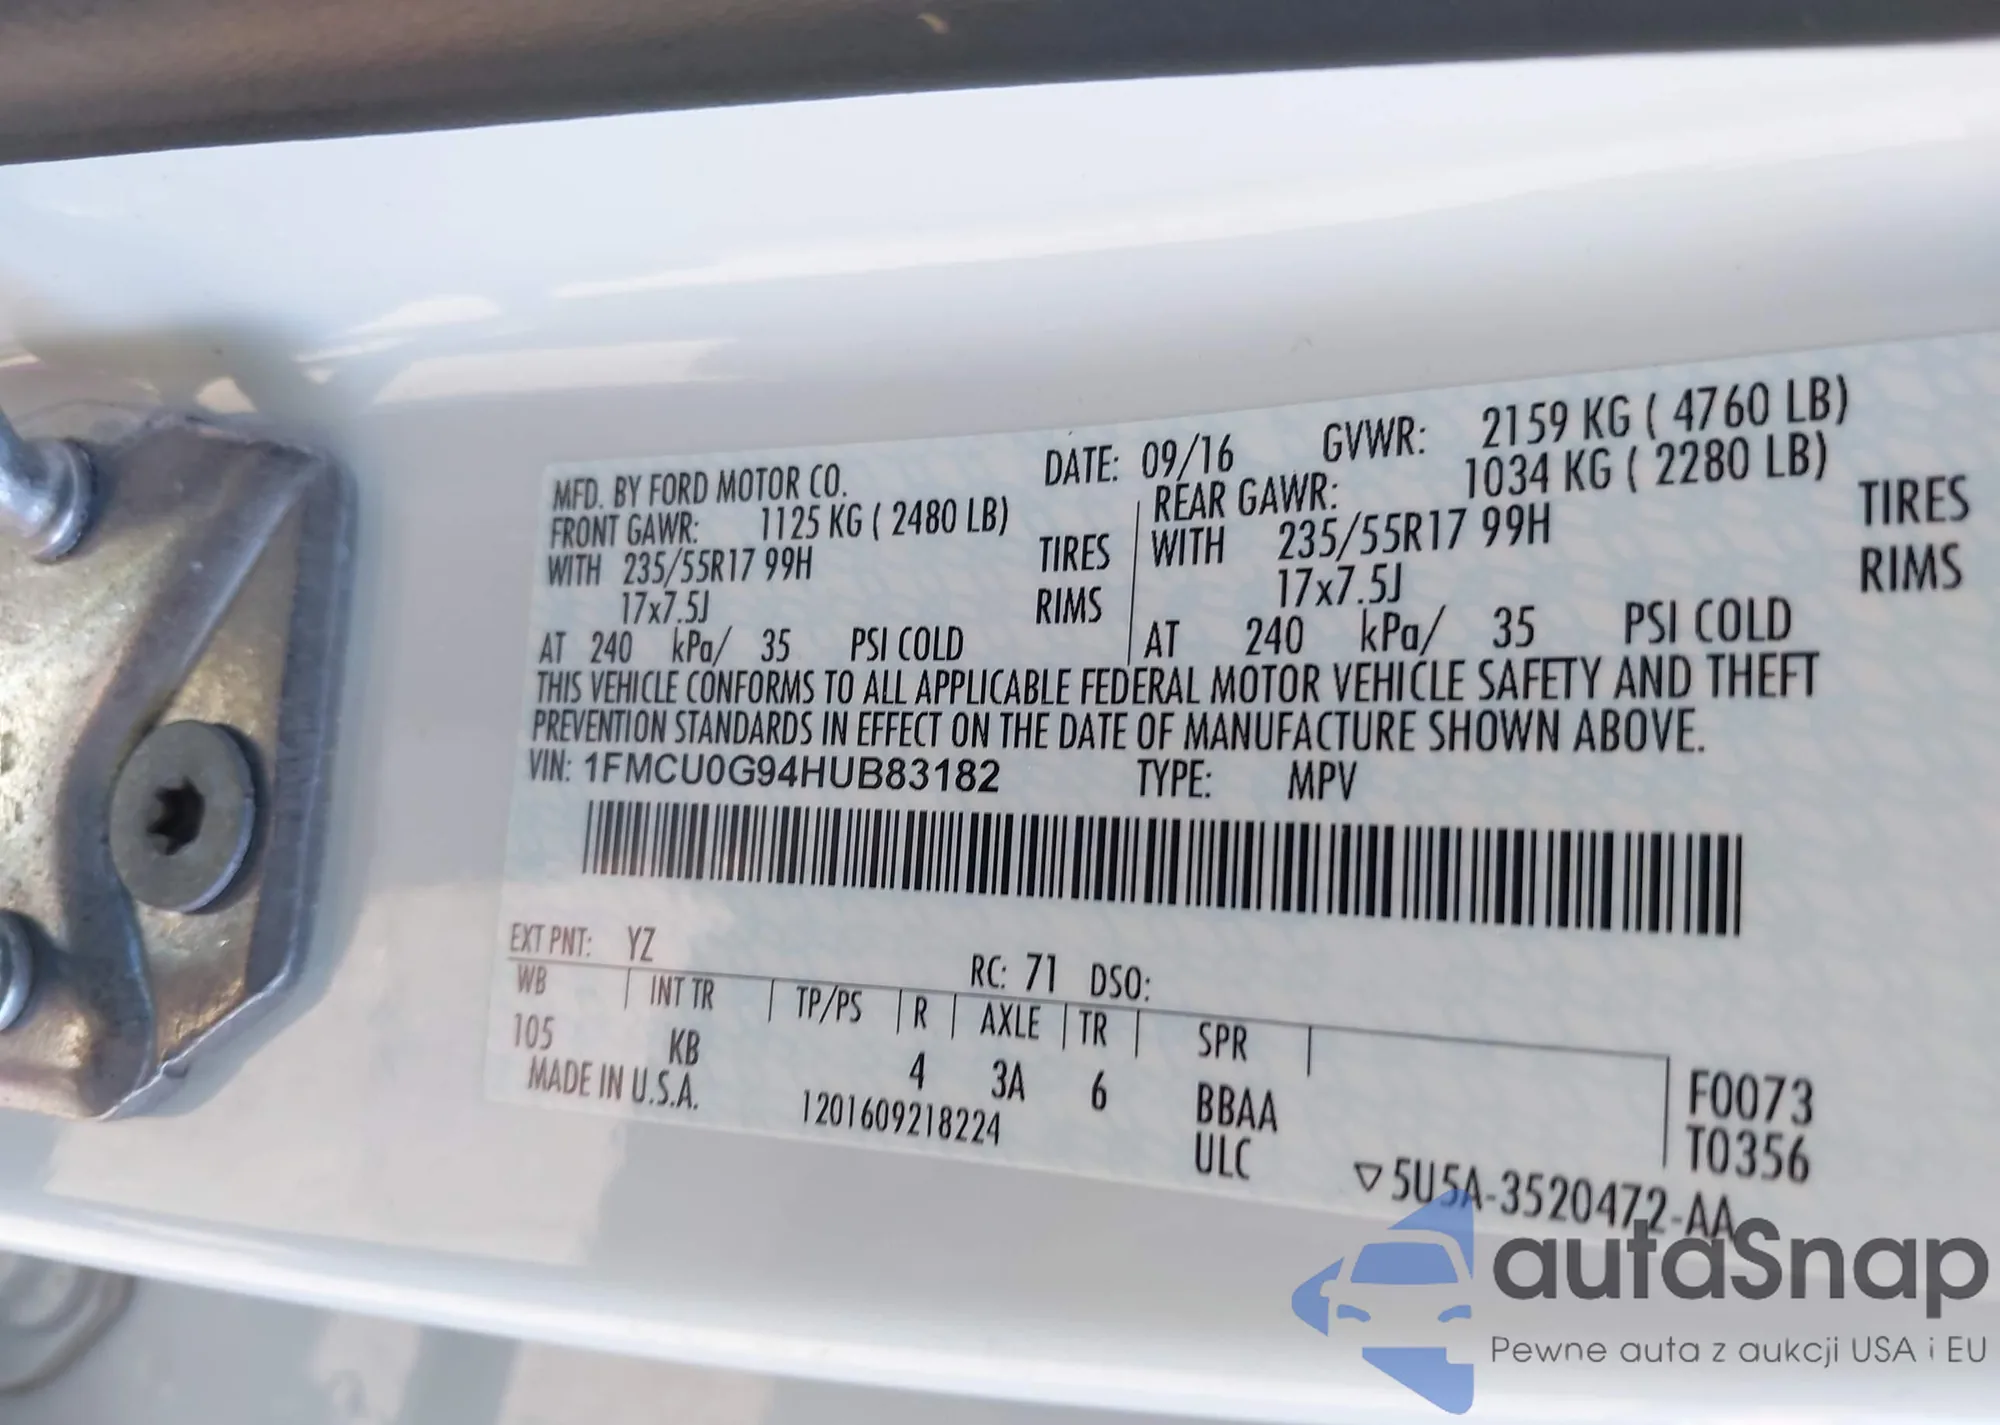 MFD. BY FORD MOTOR CO. DATE: 09/16 GVWR: 2159 KG ( 4760 LB)
FRONT GAWR: 1125 KG ( 2480 LB) REAR GAWR: 1034 KG ( 2280 LB)
WITH 235/55R17 99H TIRES WITH 235/55R17 99H TIRES
17x7.5J RIMS 17x7.5J RIMS
AT 240 kPa/ 35 PSI COLD AT 240 kPa/ 35 PSI COLD
THIS VEHICLE CONFORMS TO ALL APPLICABLE FEDERAL MOTOR VEHICLE SAFETY AND THEFT
PREVENTION STANDARDS IN EFFECT ON THE DATE OF MANUFACTURE SHOWN ABOVE.
VIN: 1FMCU0G94HUB83182 TYPE: MPV
EXT PNT: YZ RC: 71 DSO:
WB INT TR TP/PS R AXLE TR SPR
105 KB 4 3A 6 BBAA F0073
MADE IN U.S.A. 1201609218224 ULC T0356
▽5U5A-3520472-AA
autaSnap
Pewne auta z aukcji USA i EU